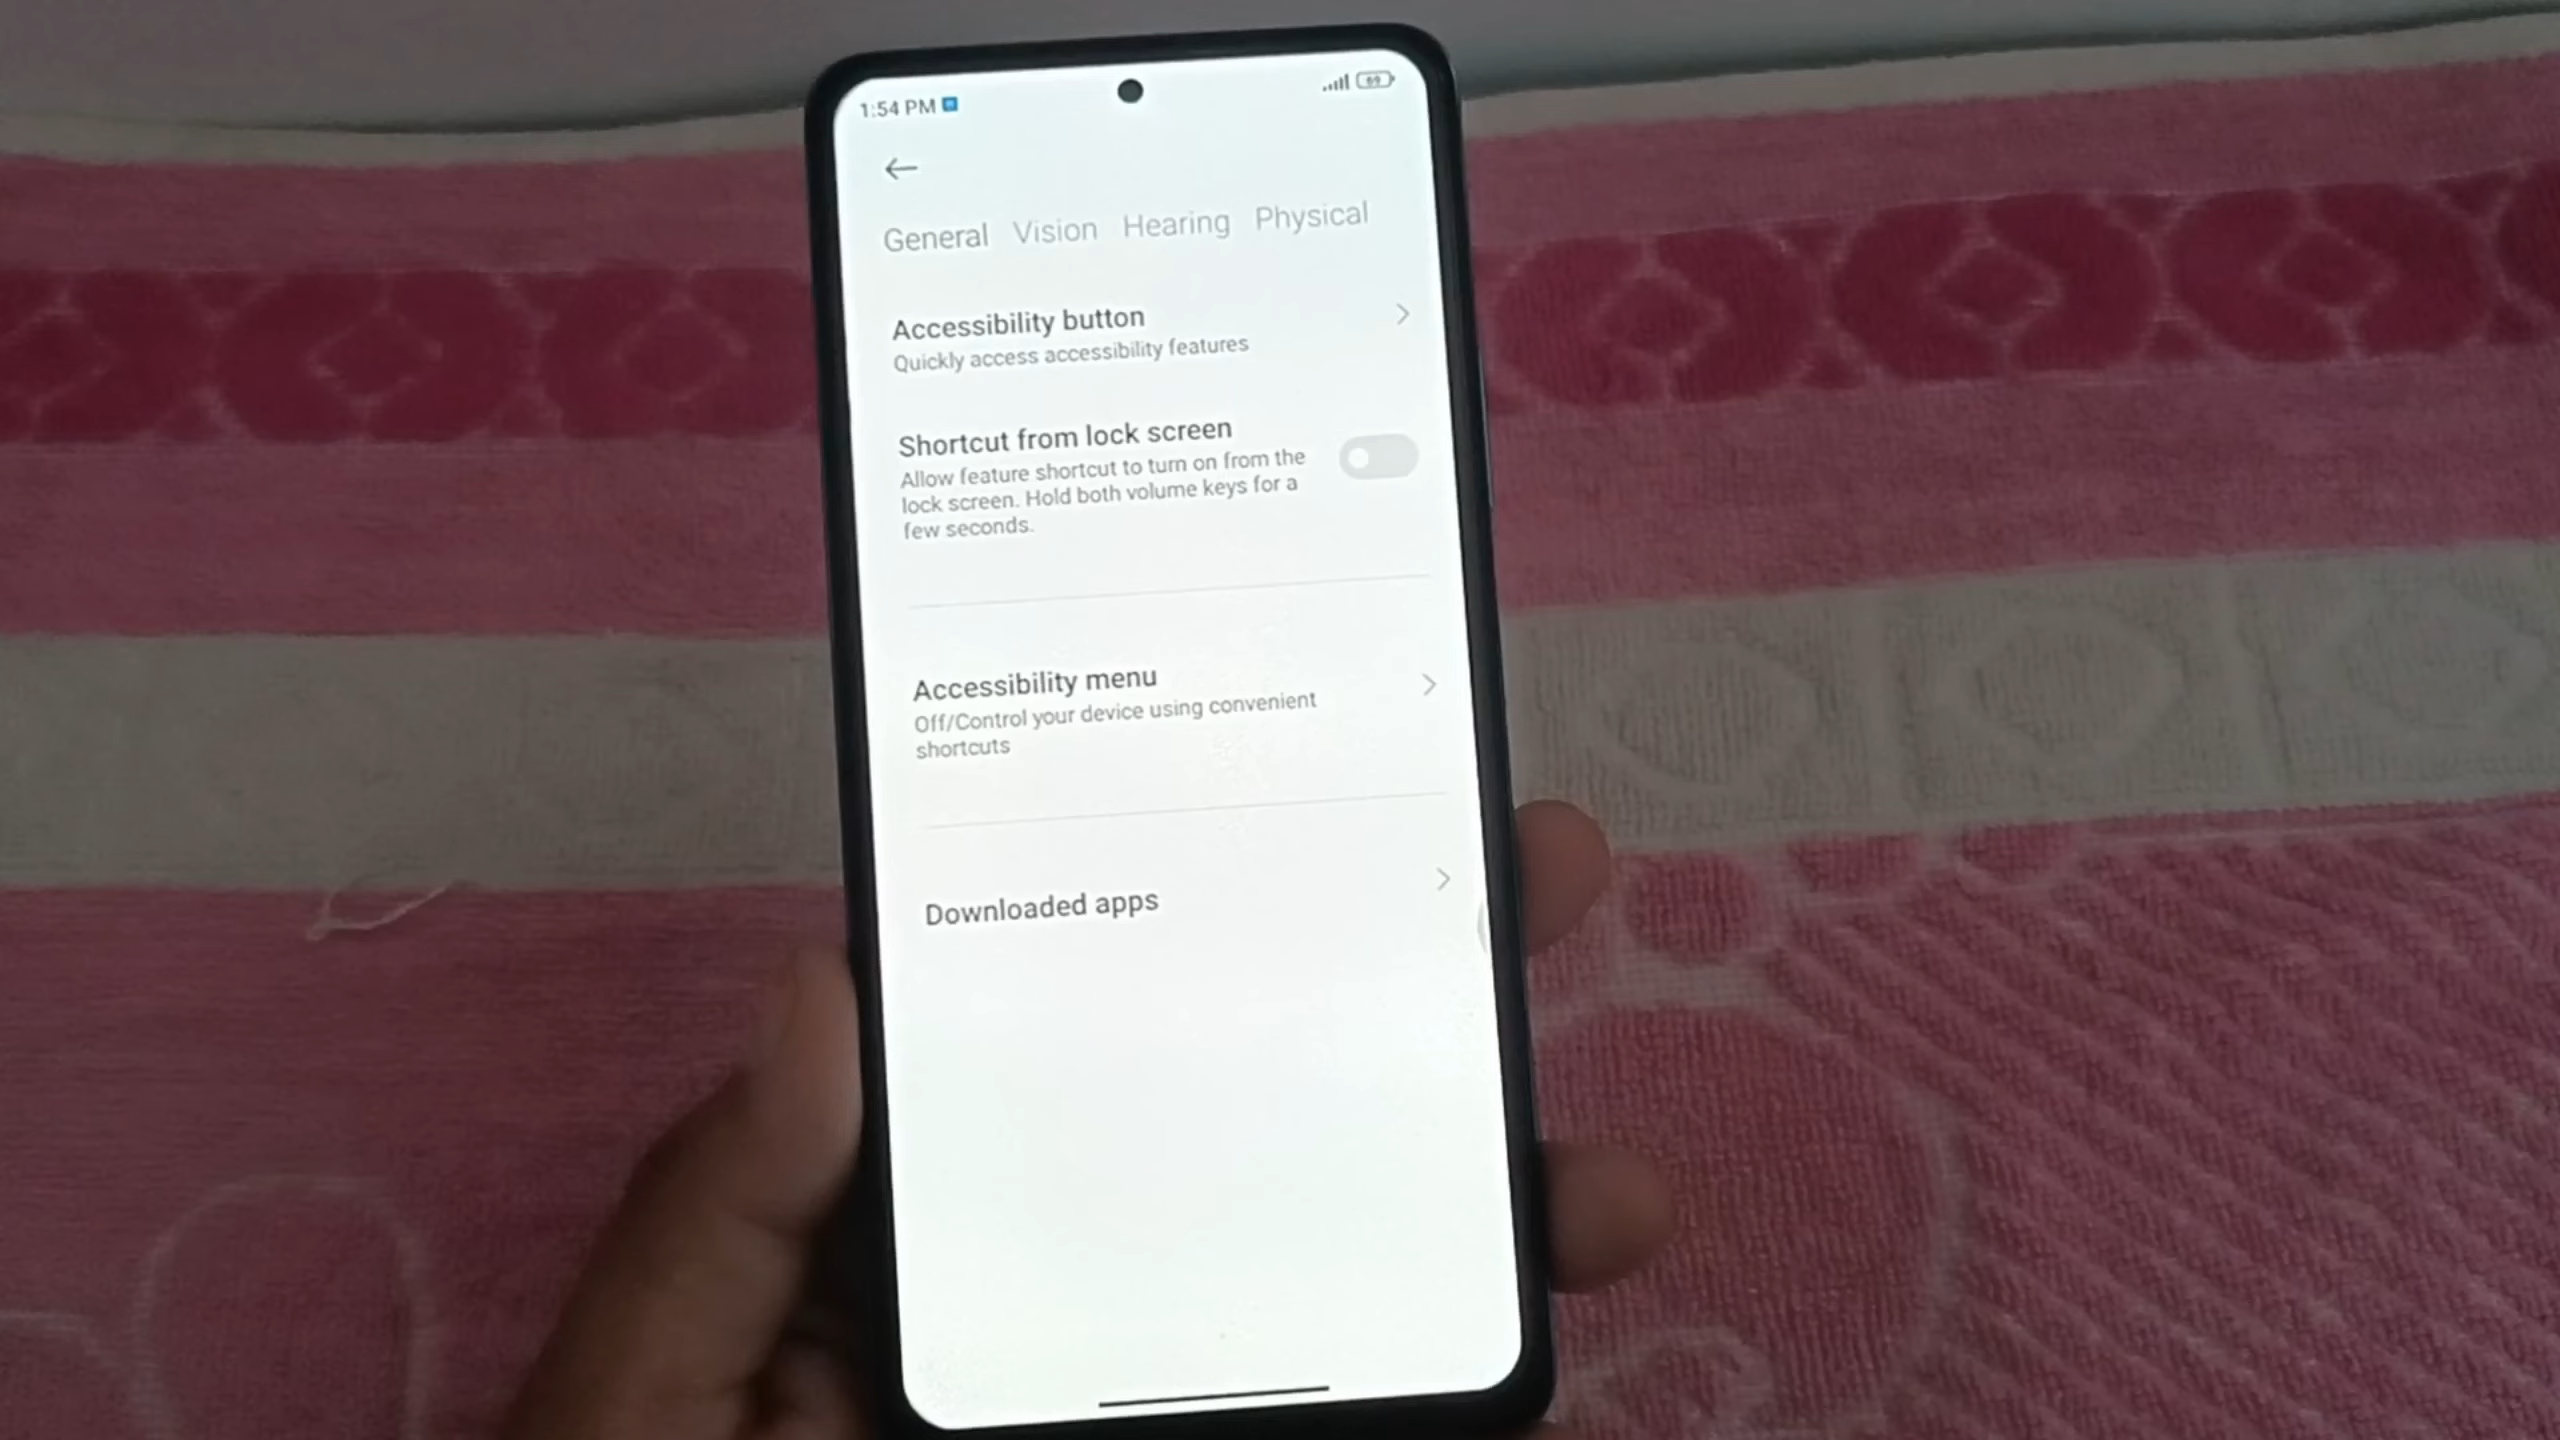 1:54 PM
69
General Vision Hearing Physical
Accessibility button
Quickly access accessibility features
Shortcut from lock screen
Allow feature shortcut to turn on from the
lock screen. Hold both volume keys for a
few seconds.
Accessibility menu
Off/Control your device using convenient
shortcuts
Downloaded apps